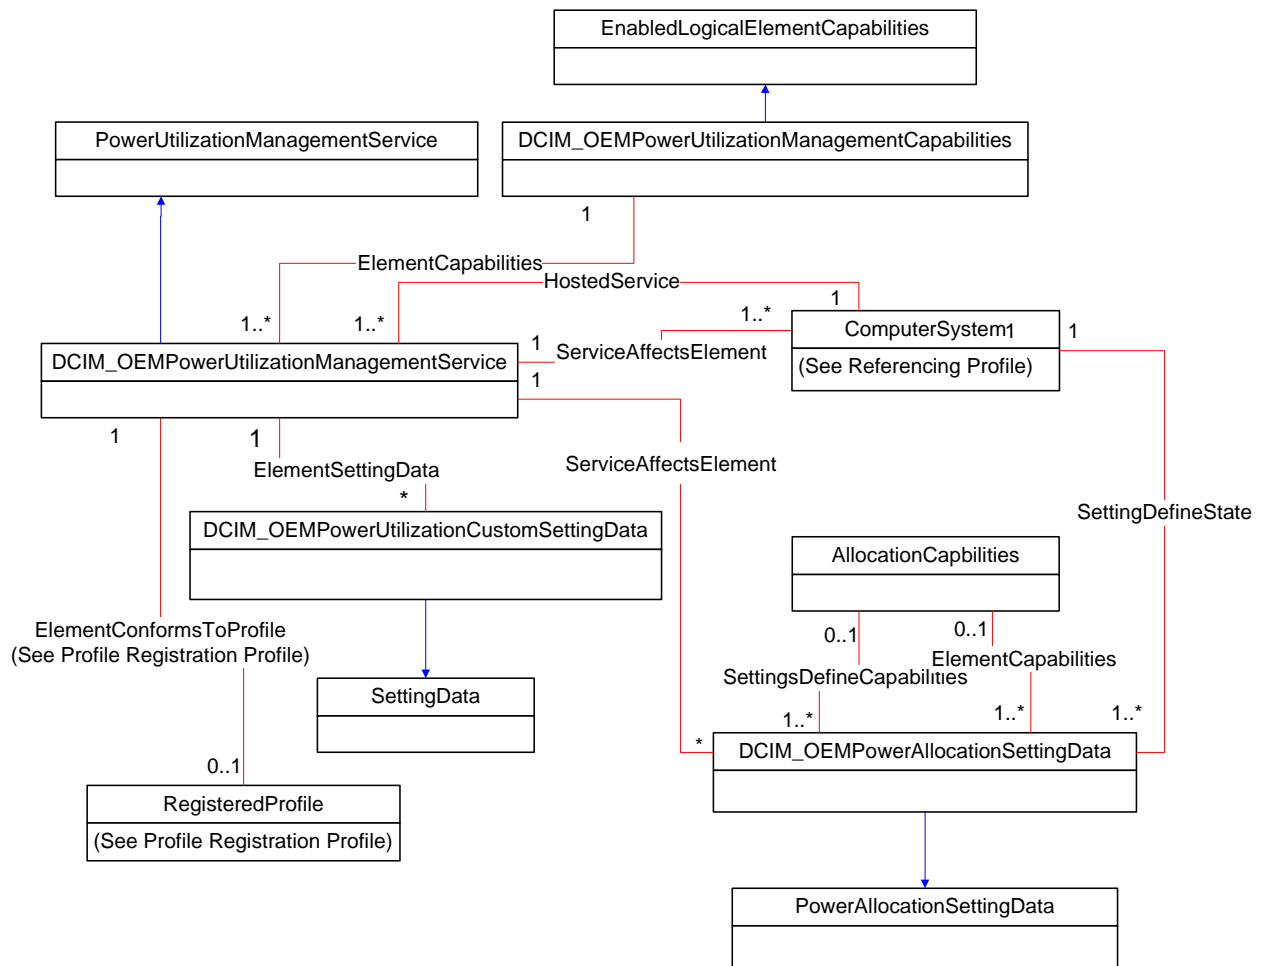 EnabledLogicalElementCapabilities
PowerUtilizationManagementService
DCIM_OEMPowerUtilizationManagementCapabilities
1
ElementCapabilities
HostedService
1
1..*
1..*
1..*
ComputerSystem1
1
1
ServiceAffectsElement
DCIM_OEMPowerUtilizationManagementService
(See Referencing Profile)
1
1
1
ElementSettingData
ServiceAffectsElement
*
SettingDefineState
DCIM_OEMPowerUtilizationCustomSettingData
AllocationCapbilities
ElementConformsToProfile
(See Profile Registration Profile)
0..1
0..1
ElementCapabilities
SettingsDefineCapabilities
SettingData
1..*
1..*
1..*
*
DCIM_OEMPowerAllocationSettingData
0..1
RegisteredProfile
(See Profile Registration Profile)
PowerAllocationSettingData